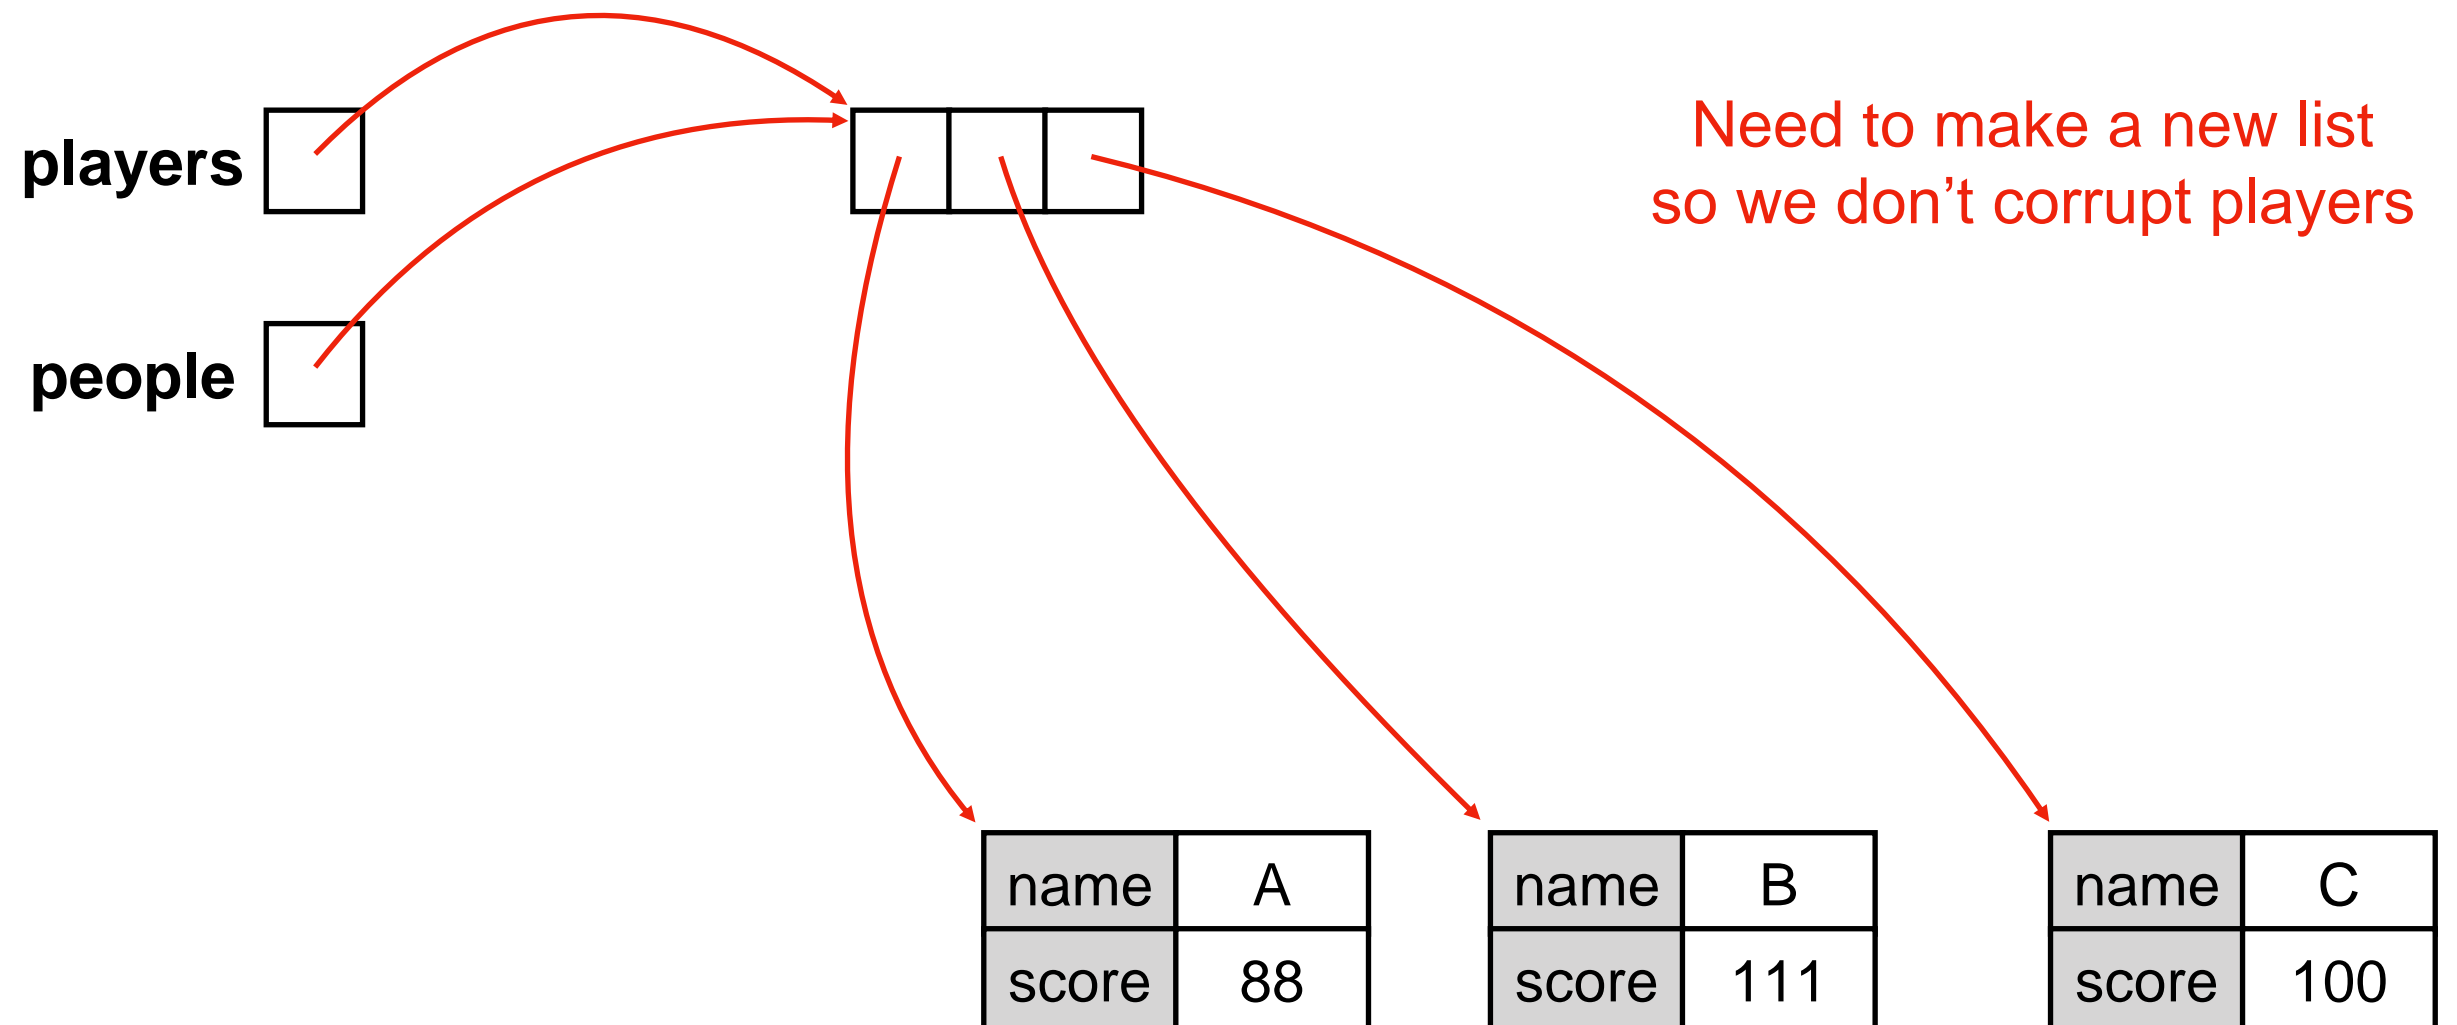 Need to make a new list
so we don’t corrupt players
players
people
name A
score 88
name B
score 111
name C
score 100